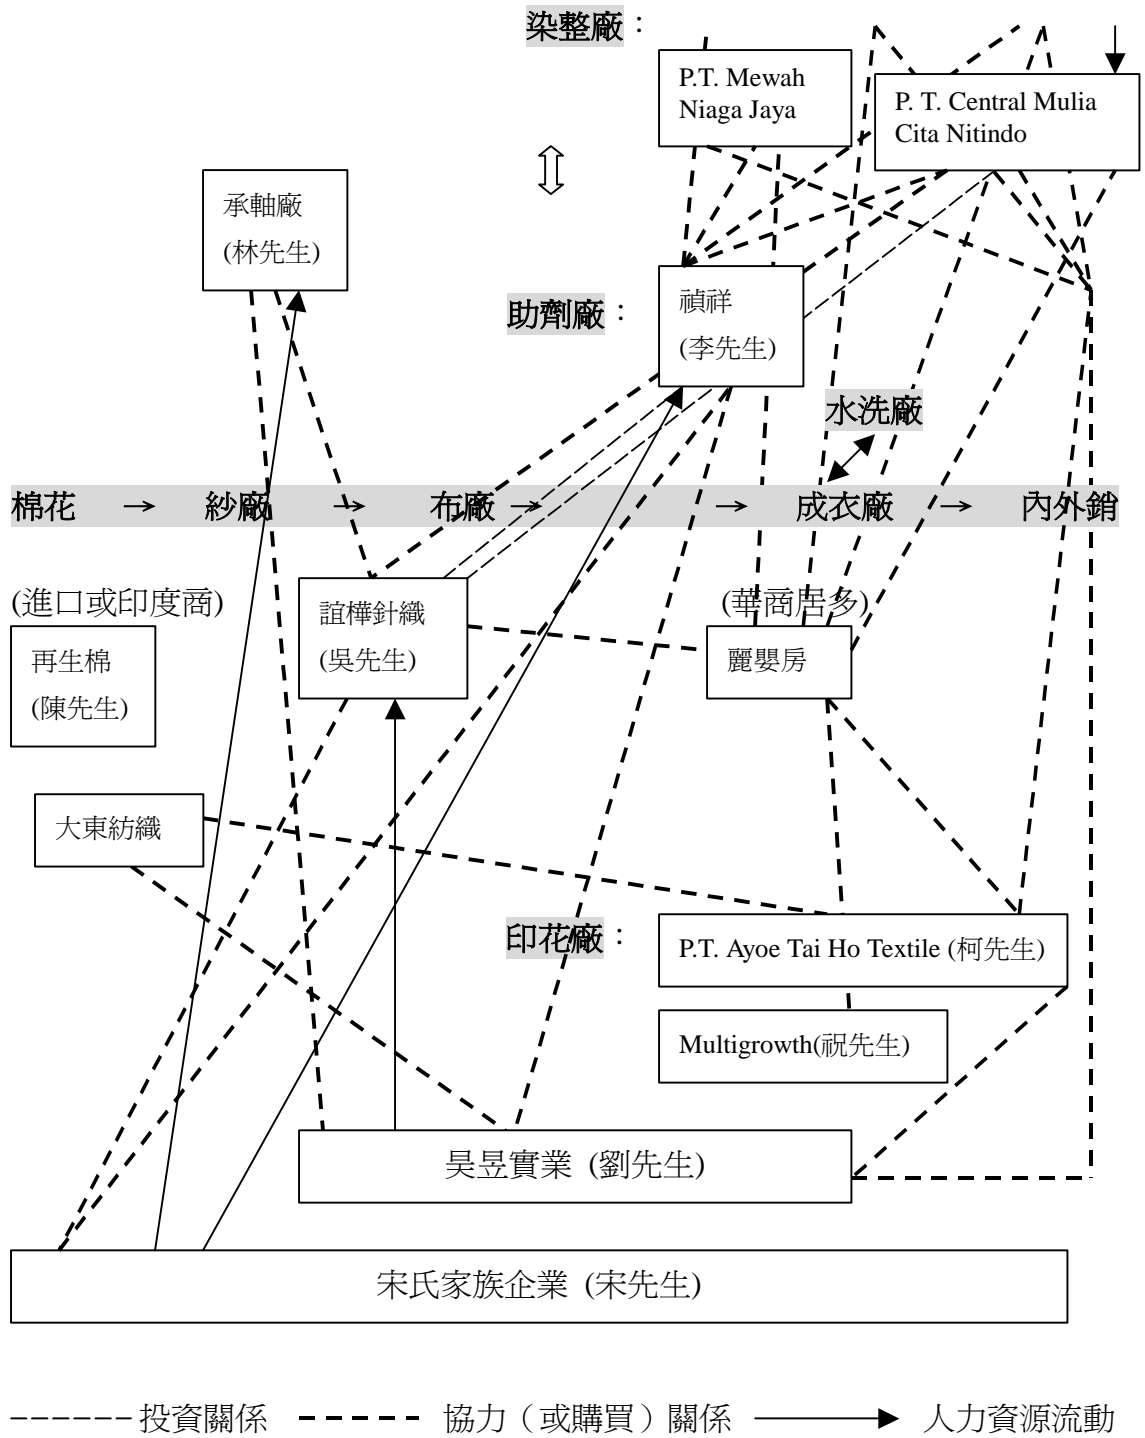 染整廠：
P.T. Mewah
Niaga Jaya
P. T. Central Mulia
Cita Nitindo
承軸廠
(林先生)
助劑廠：
禎祥
(李先生)
水洗廠
棉花 → 紗廠 → 布廠 → → 成衣廠 → 內外銷
(進口或印度商)
(華商居多)
再生棉
(陳先生)
誼樺針織
(吳先生)
麗嬰房
大東紡織
印花廠：
P.T. Ayoe Tai Ho Textile (柯先生)
Multigrowth(祝先生)
昊昱實業 (劉先生)
宋氏家族企業 (宋先生)
投資關係 協力（或購買）關係 人力資源流動